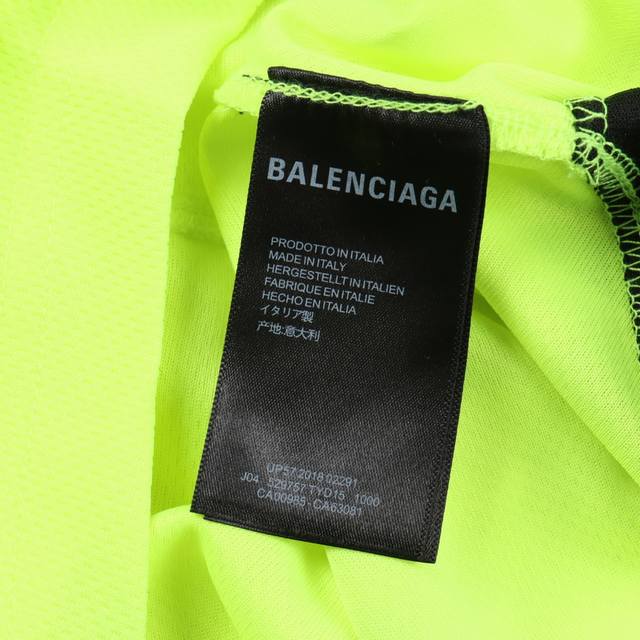 BALENCIAGA
PRODOTTO IN ITALIA
MADE IN ITALY
HERGESTELLT IN ITALIEN
FABRIQUE EN ITALIE
HECHO EN ITALIA
イタリア製
产地:意大利
UP57 2018 02291
J04 529757 TYD15 1000
CA00985 - CA63081